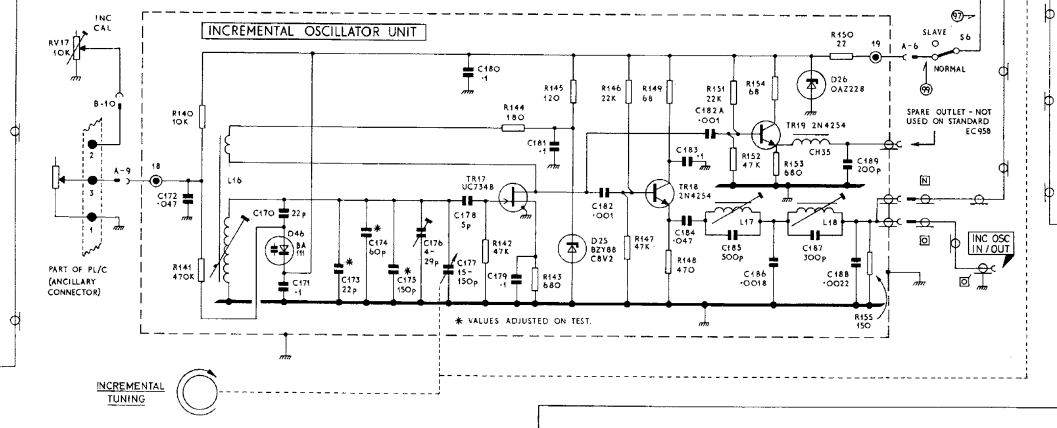 INCREMENTAL OSCILLATOR UNIT
INC
CAL
RV17
10K
B-10
2
3
1
A-9
18
PART OF PL/C
(ANCILLARY
CONNECTOR)
C172
·047
R140
10K
R141
470K
L16
C170
22p
D46
BA
111
C171
·1
C173
22p
C174
60p
C175
150p
C176
4-
29p
C177
15-
150p
C178
5p
TR17
UC734B
R142
47K
C179
·1
R143
680
C180
·1
R144
180
C181
·1
R145
120
D25
BZY88
C8V2
C182
·001
R146
22K
R147
47K
R149
68
TR18
2N4254
C183
·1
C184
·047
R148
470
C182A
·001
R151
22K
R152
47K
R154
68
TR19 2N4254
R153
680
CH35
C189
200p
D26
OAZ228
R150
22
19
A-6
SLAVE
S6
NORMAL
97
99
SPARE OUTLET - NOT
USED ON STANDARD
EC958
L17
C185
500p
C186
·0018
L18
C187
300p
C188
·0022
R155
150
N
O
O
INC OSC
IN/OUT
* VALUES ADJUSTED ON TEST.
INCREMENTAL
TUNING